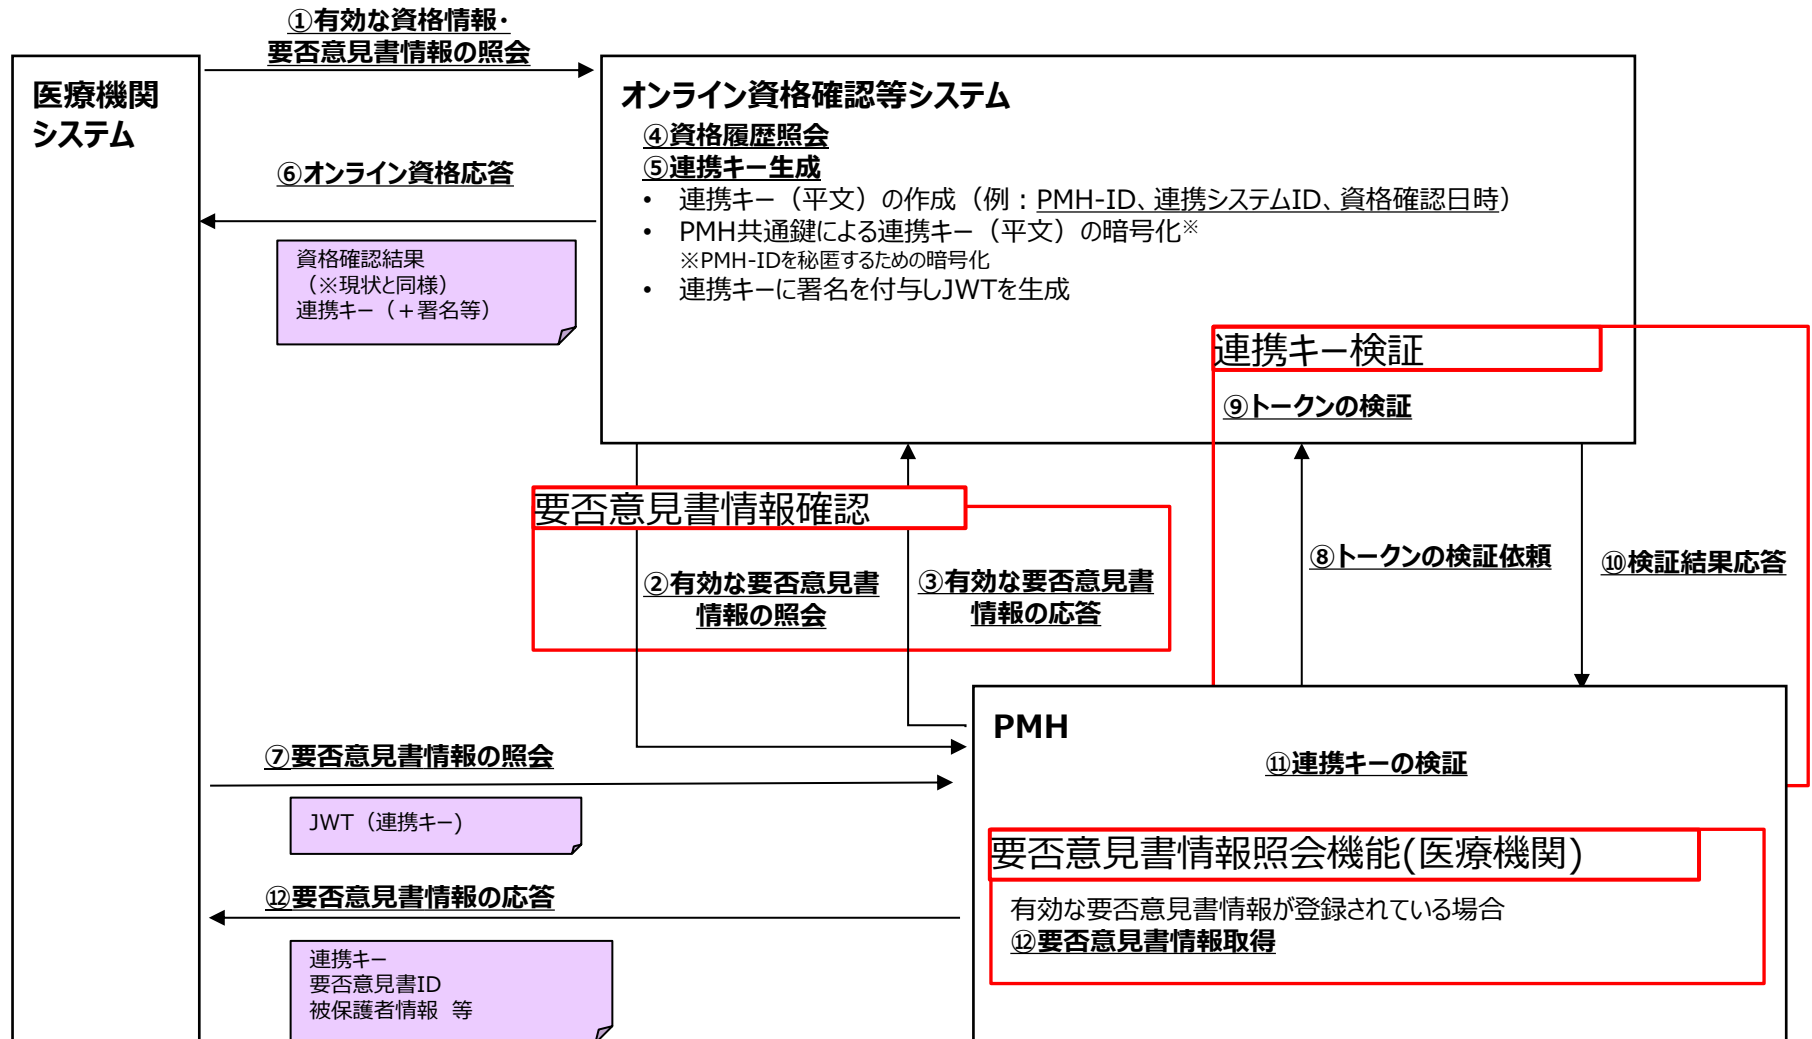 ①有効な資格情報・
要否意見書情報の照会
医療機関
システム
オンライン資格確認等システム
④資格履歴照会
⑤連携キー生成
• 連携キー（平文）の作成（例：PMH-ID、連携システムID、資格確認日時）
• PMH共通鍵による連携キー（平文）の暗号化※
※PMH-IDを秘匿するための暗号化
• 連携キーに署名を付与しJWTを生成
⑥オンライン資格応答
資格確認結果
（※現状と同様）
連携キー（＋署名等）
連携キー検証
⑨トークンの検証
要否意見書情報確認
②有効な要否意見書
情報の照会
③有効な要否意見書
情報の応答
⑧トークンの検証依頼
⑩検証結果応答
PMH
⑪連携キーの検証
⑦要否意見書情報の照会
JWT（連携キー)
要否意見書情報照会機能(医療機関)
有効な要否意見書情報が登録されている場合
⑫要否意見書情報取得
⑫要否意見書情報の応答
連携キー
要否意見書ID
被保護者情報 等